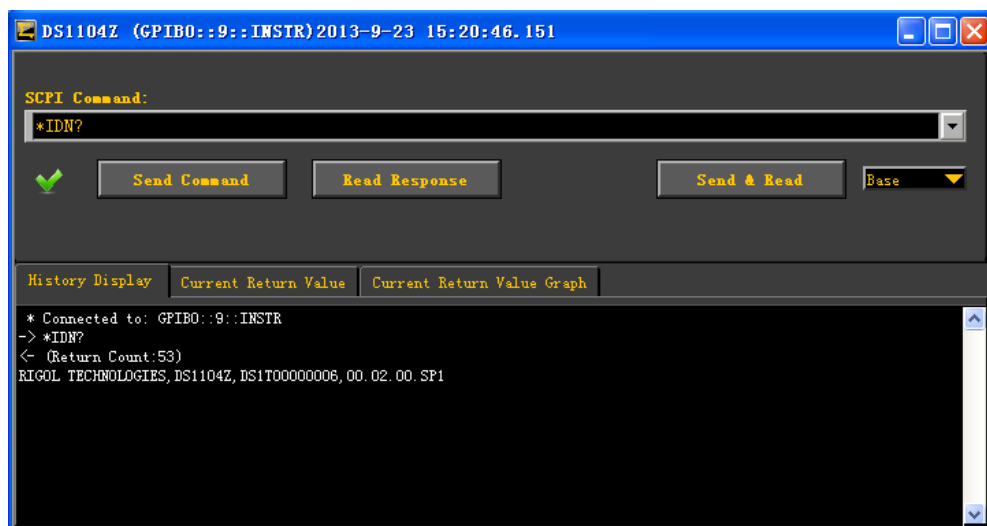 DS1104Z (GPIB0::9::INSTR)2013-9-23 15:20:46.151
SCPI Command:
*IDN?
Send Command Read Response Send & Read Base
History Display Current Return Value Current Return Value Graph
* Connected to: GPIB0::9::INSTR
-> *IDN?
<- (Return Count:53)
RIGOL TECHNOLOGIES,DS1104Z,DS1T00000006,00.02.00.SP1